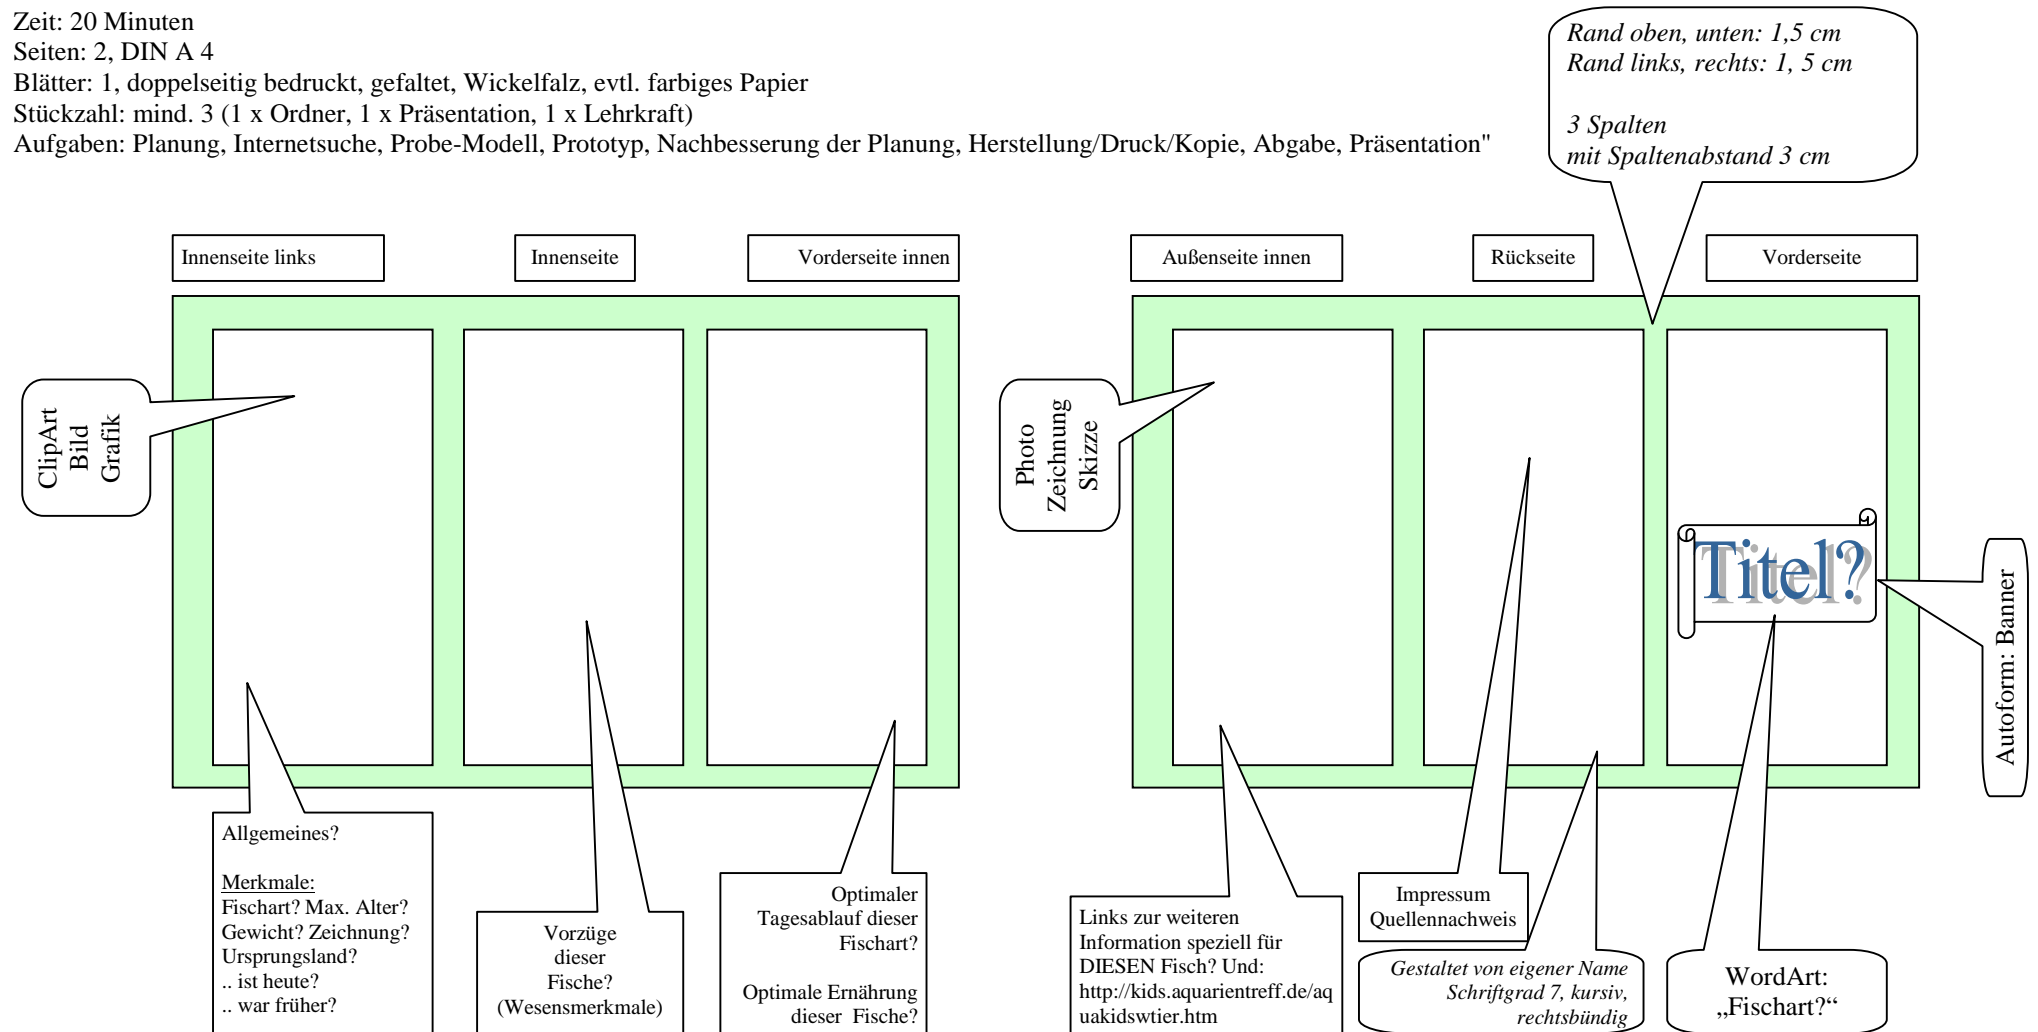 Zeit: 20 Minuten
Seiten: 2, DIN A 4
Blätter: 1, doppelseitig bedruckt, gefaltet, Wickelfalz, evtl. farbiges Papier
Stückzahl: mind. 3 (1 x Ordner, 1 x Präsentation, 1 x Lehrkraft)
Aufgaben: Planung, Internetsuche, Probe-Modell, Prototyp, Nachbesserung der Planung, Herstellung/Druck/Kopie, Abgabe, Präsentation"
Rand oben, unten: 1,5 cm
Rand links, rechts: 1, 5 cm
3 Spalten
mit Spaltenabstand 3 cm
Innenseite links
Innenseite
Vorderseite innen
Außenseite innen
Rückseite
Vorderseite
ClipArt
Bild
Grafik
Photo
Zeichnung
Skizze
Titel?
Autoform: Banner
Allgemeines?
Merkmale:
Fischart? Max. Alter?
Gewicht? Zeichnung?
Ursprungsland?
.. ist heute?
.. war früher?
Vorzüge
dieser
Fische?
(Wesensmerkmale)
Optimaler
Tagesablauf dieser
Fischart?
Optimale Ernährung
dieser Fische?
Links zur weiteren
Information speziell für
DIESEN Fisch? Und:
http://kids.aquarientreff.de/aq
uakidswtier.htm
Impressum
Quellennachweis
Gestaltet von eigener Name
Schriftgrad 7, kursiv,
rechtsbündig
WordArt:
„Fischart?“